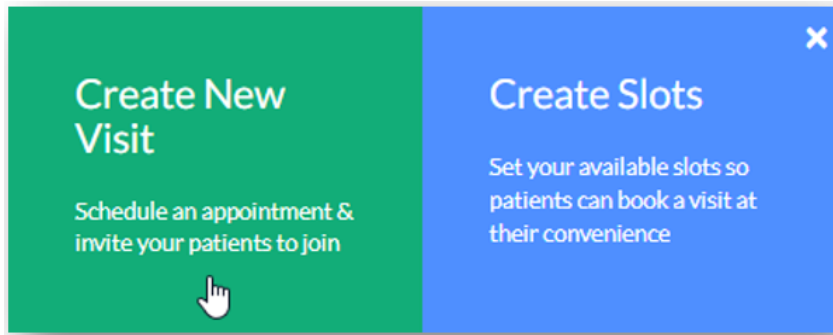 Create New
Visit
Schedule an appointment &
invite your patients to join
Create Slots
Set your available slots so
patients can book a visit at
their convenience